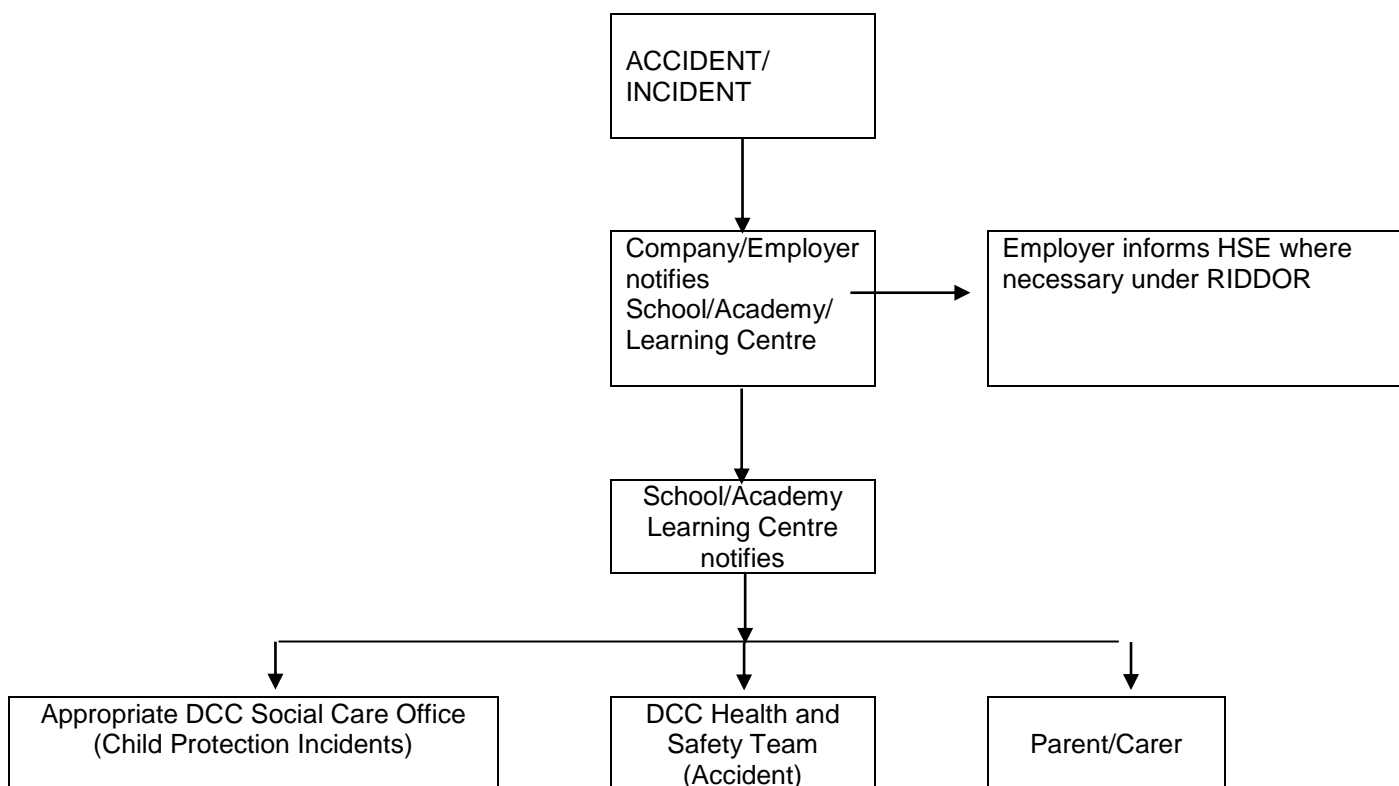 ACCIDENT/
INCIDENT
Company/Employer
notifies
School/Academy/
Learning Centre
Employer informs HSE where
necessary under RIDDOR
School/Academy
Learning Centre
notifies
Appropriate DCC Social Care Office
(Child Protection Incidents)
DCC Health and
Safety Team
(Accident)
Parent/Carer